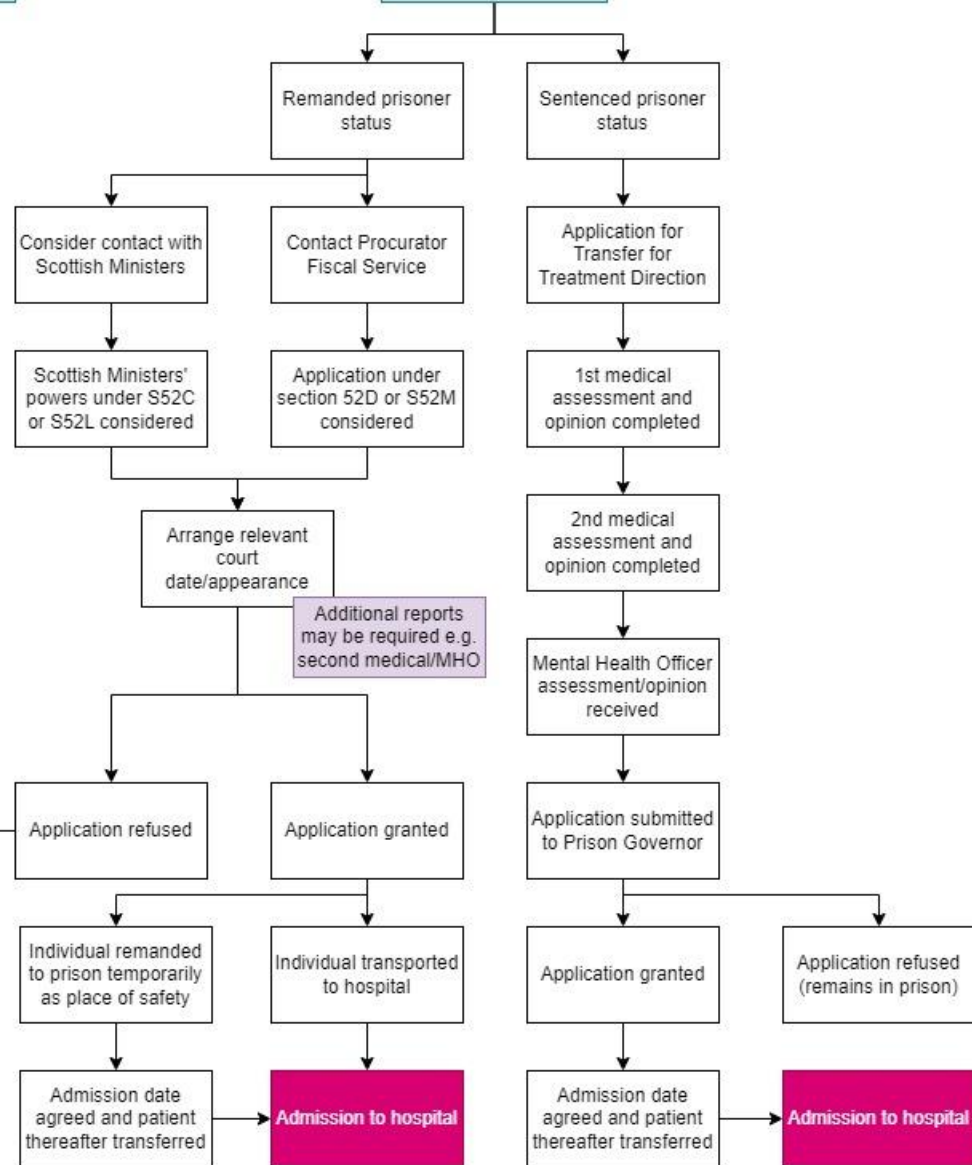 Remanded prisoner
status
Sentenced prisoner
status
Consider contact with
Scottish Ministers
Contact Procurator
Fiscal Service
Application for
Transfer for
Treatment Direction
Scottish Ministers'
powers under S52C
or S52L considered
Application under
section 52D or S52M
considered
1st medical
assessment and
opinion completed
Arrange relevant
court
date/appearance
2nd medical
assessment and
opinion completed
Additional reports
may be required e.g.
second medical/MHO
Mental Health Officer
assessment/opinion
received
Application refused
Application granted
Application submitted
to Prison Governor
Individual remanded
to prison temporarily
as place of safety
Individual transported
to hospital
Application granted
Application refused
(remains in prison)
Admission date
agreed and patient
thereafter transferred
Admission to hospital
Admission date
agreed and patient
thereafter transferred
Admission to hospital